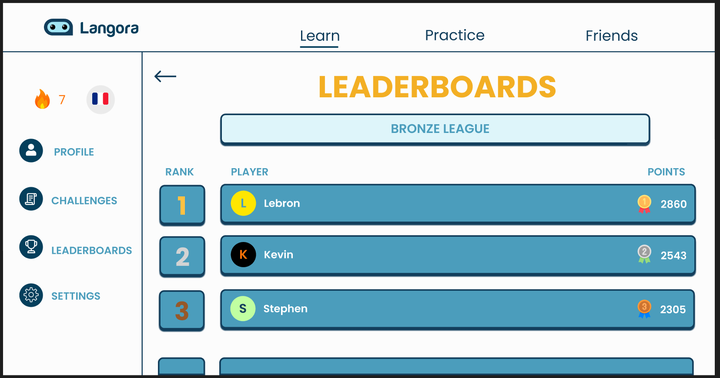 Langora
Learn Practice Friends
7
PROFILE
CHALLENGES
LEADERBOARDS
SETTINGS
LEADERBOARDS
BRONZE LEAGUE
RANK PLAYER POINTS
1 L Lebron 1 2860
2 K Kevin 2 2543
3 S Stephen 3 2305